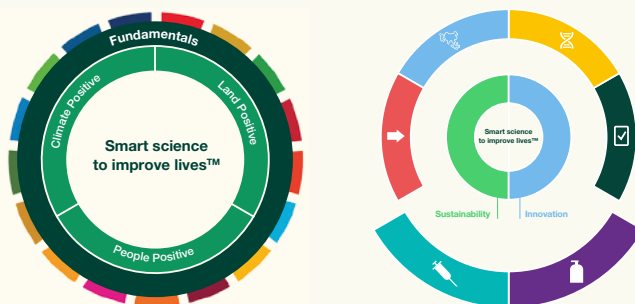 Fundamentals
Climate Positive
Land Positive
Smart science
to improve lives™
People Positive
Smart science
to improve lives™
Sustainability
Innovation